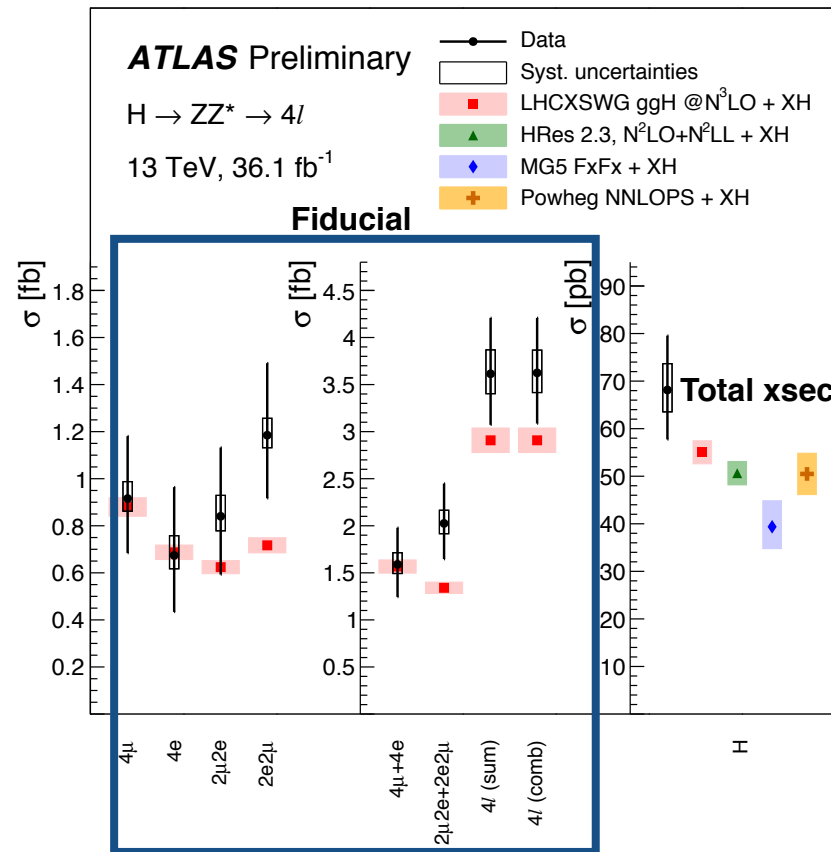 ATLAS Preliminary
H → ZZ* → 4l
13 TeV, 36.1 fb⁻¹
Data
Syst. uncertainties
LHCXSWG ggH @N³LO + XH
HRes 2.3, N²LO+N²LL + XH
MG5 FxFx + XH
Powheg NNLOPS + XH
Fiducial
σ [fb]
1.8
1.6
1.4
1.2
1
0.8
0.6
0.4
0.2
4μ
4e
2μ2e
2e2μ
σ [fb]
4.5
4
3.5
3
2.5
2
1.5
1
0.5
4μ+4e
2μ2e+2e2μ
4l (sum)
4l (comb)
σ [pb]
90
80
70
60
50
40
30
20
10
Total xsec
H